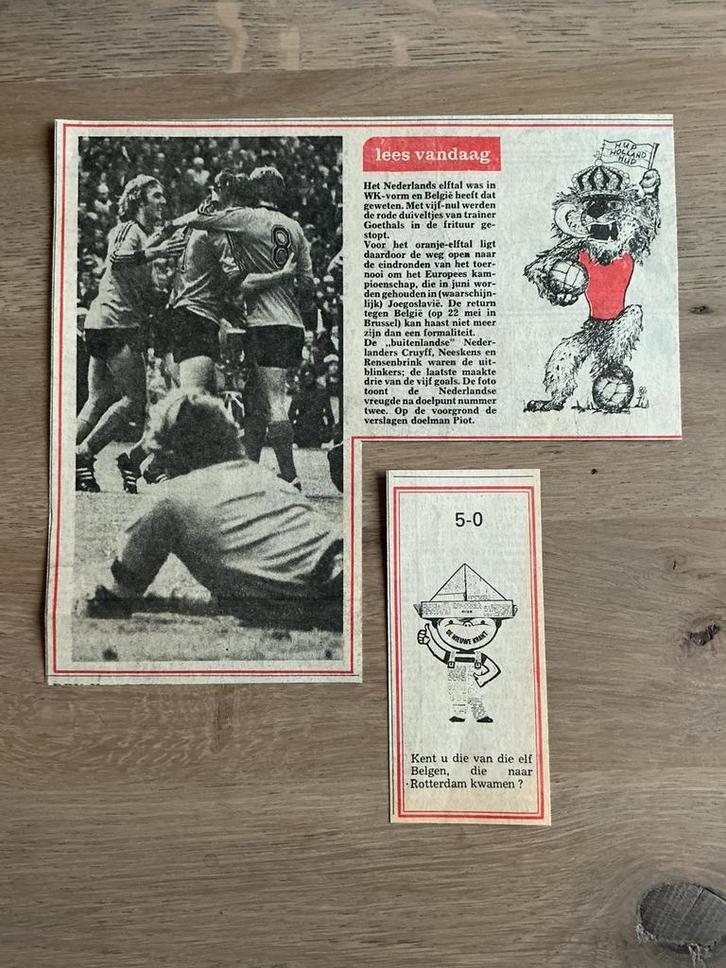 lees vandaag
Het Nederlands elftal was in
WK-vorm en België heeft dat
geweten. Met vijf-nul werden
de rode duiveltjes van trainer
Goethals in de frituur ge-
stopt.
Voor het oranje-elftal ligt
daardoor de weg open naar
de eindronden van het toer-
nooi om het Europees kam-
pioenschap, die in juni wor-
den gehouden in (waarschijn-
lijk) Joegoslavië. De return
tegen België (op 22 mei in
Brussel) kan haast niet meer
zijn dan een formaliteit.
De „buitenlandse" Neder-
landers Cruyff, Neeskens en
Rensenbrink waren de uit-
blinkers; de laatste maakte
drie van de vijf goals. De foto
toont de Nederlandse
vreugde na doelpunt nummer
twee. Op de voorgrond de
verslagen doelman Piot.
HUP
HOLLAND
HUP
8
5-0
DE NIEUWE KRANT
Kent u die van die elf
Belgen, die naar
Rotterdam kwamen?